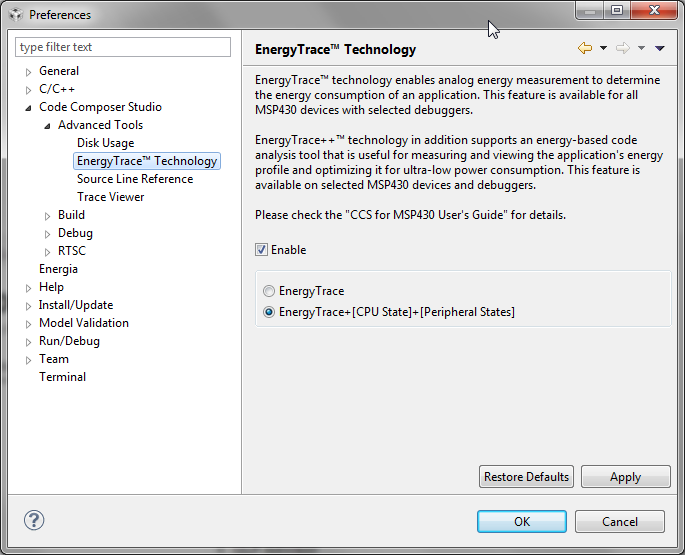 Preferences
type filter text
General
C/C++
Code Composer Studio
Advanced Tools
Disk Usage
EnergyTrace™ Technology
Source Line Reference
Trace Viewer
Build
Debug
RTSC
Energia
Help
Install/Update
Model Validation
Run/Debug
Team
Terminal
EnergyTrace™ Technology
EnergyTrace™ technology enables analog energy measurement to determine
the energy consumption of an application. This feature is available for all
MSP430 devices with selected debuggers.
EnergyTrace++™ technology in addition supports an energy-based code
analysis tool that is useful for measuring and viewing the application's energy
profile and optimizing it for ultra-low power consumption. This feature is
available on selected MSP430 devices and debuggers.
Please check the "CCS for MSP430 User's Guide" for details.
Enable
EnergyTrace
EnergyTrace+[CPU State]+[Peripheral States]
Restore Defaults
Apply
?
OK
Cancel